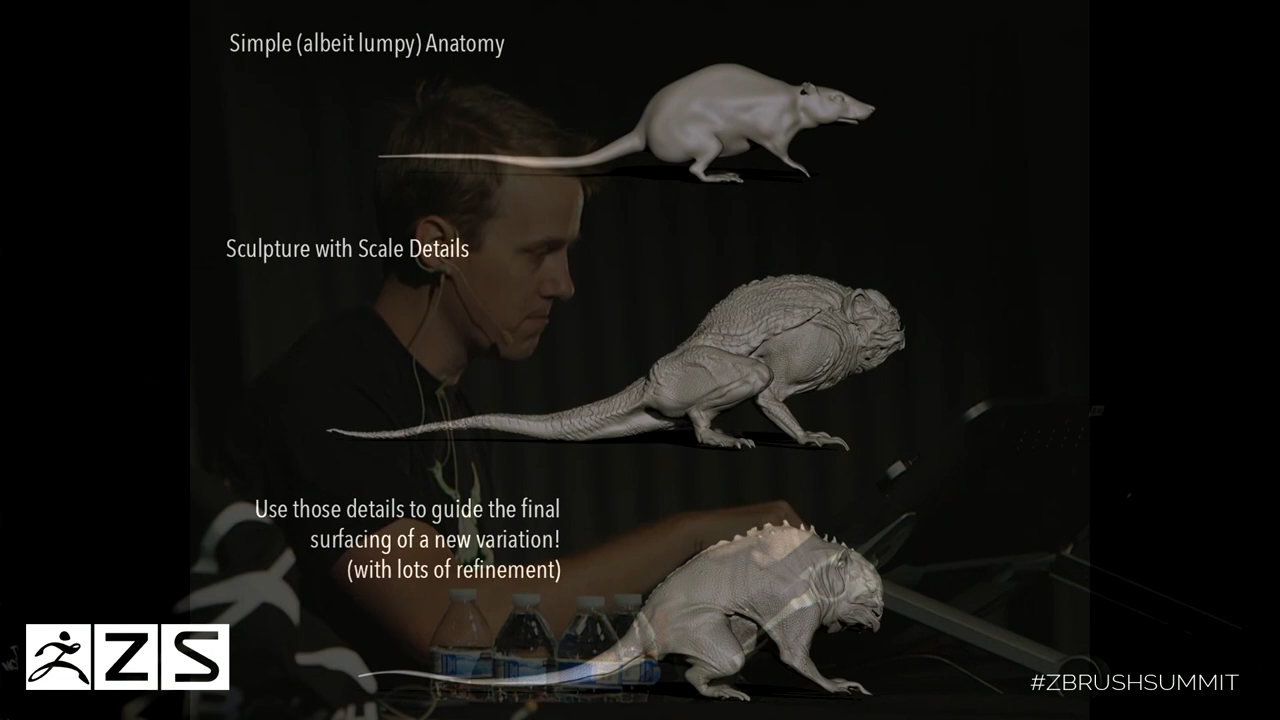 Simple (albeit lumpy) Anatomy
Sculpture with Scale Details
Use those details to guide the final
surfacing of a new variation!
(with lots of refinement)
ZS
#ZBRUSHSUMMIT